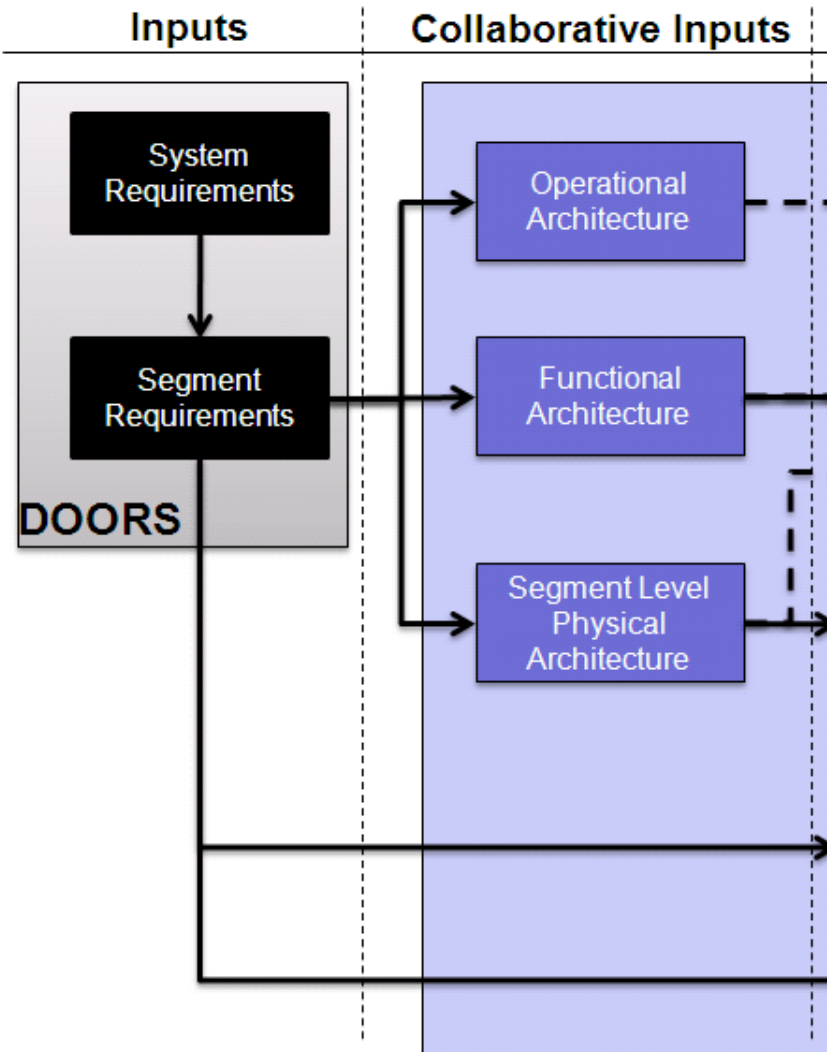 Inputs
Collaborative Inputs
System
Requirements
Segment
Requirements
DOORS
Operational
Architecture
Functional
Architecture
Segment Level
Physical
Architecture